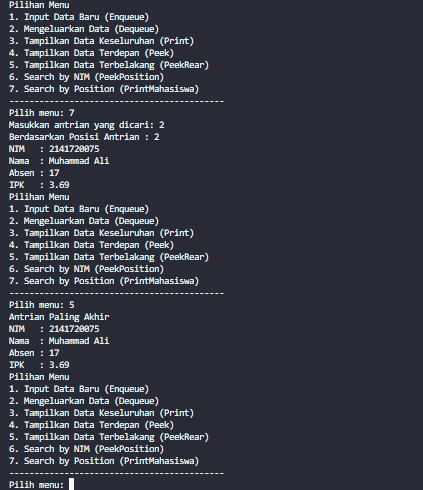 Pilihan Menu
1. Input Data Baru (Enqueue)
2. Mengeluarkan Data (Dequeue)
3. Tampilkan Data Keseluruhan (Print)
4. Tampilkan Data Terdepan (Peek)
5. Tampilkan Data Terbelakang (PeekRear)
6. Search by NIM (PeekPosition)
7. Search by Position (PrintMahasiswa)
------------------------------------------
Pilih menu: 7
Masukkan antrian yang dicari: 2
Berdasarkan Posisi Antrian : 2
NIM   : 2141720075
Nama  : Muhammad Ali
Absen : 17
IPK   : 3.69
Pilihan Menu
1. Input Data Baru (Enqueue)
2. Mengeluarkan Data (Dequeue)
3. Tampilkan Data Keseluruhan (Print)
4. Tampilkan Data Terdepan (Peek)
5. Tampilkan Data Terbelakang (PeekRear)
6. Search by NIM (PeekPosition)
7. Search by Position (PrintMahasiswa)
------------------------------------------
Pilih menu: 5
Antrian Paling Akhir
NIM   : 2141720075
Nama  : Muhammad Ali
Absen : 17
IPK   : 3.69
Pilihan Menu
1. Input Data Baru (Enqueue)
2. Mengeluarkan Data (Dequeue)
3. Tampilkan Data Keseluruhan (Print)
4. Tampilkan Data Terdepan (Peek)
5. Tampilkan Data Terbelakang (PeekRear)
6. Search by NIM (PeekPosition)
7. Search by Position (PrintMahasiswa)
------------------------------------------
Pilih menu: